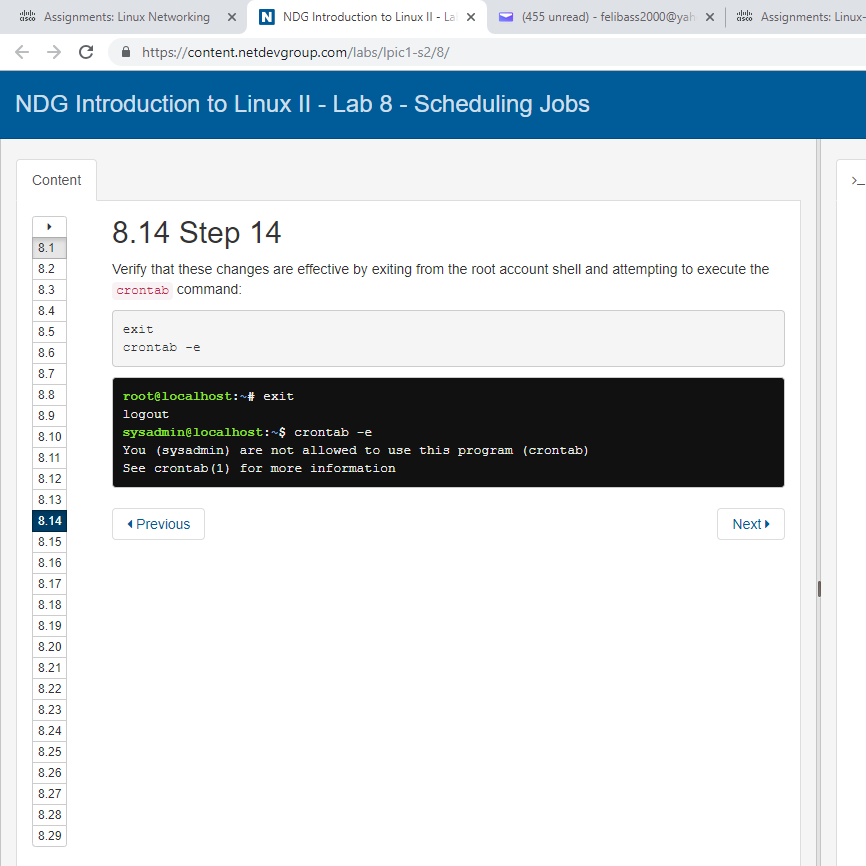 Assignments: Linux Networking
NDG Introduction to Linux II - La
(455 unread) - felibass2000@yah
Assignments: Linux-
https://content.netdevgroup.com/labs/lpic1-s2/8/
NDG Introduction to Linux II - Lab 8 - Scheduling Jobs
Content
>_
8.1
8.2
8.3
8.4
8.5
8.6
8.7
8.8
8.9
8.10
8.11
8.12
8.13
8.14
8.15
8.16
8.17
8.18
8.19
8.20
8.21
8.22
8.23
8.24
8.25
8.26
8.27
8.28
8.29
8.14 Step 14
Verify that these changes are effective by exiting from the root account shell and attempting to execute the
crontab command:
exit
crontab -e
root@localhost:~# exit
logout
sysadmin@localhost:~$ crontab -e
You (sysadmin) are not allowed to use this program (crontab)
See crontab(1) for more information
Previous
Next